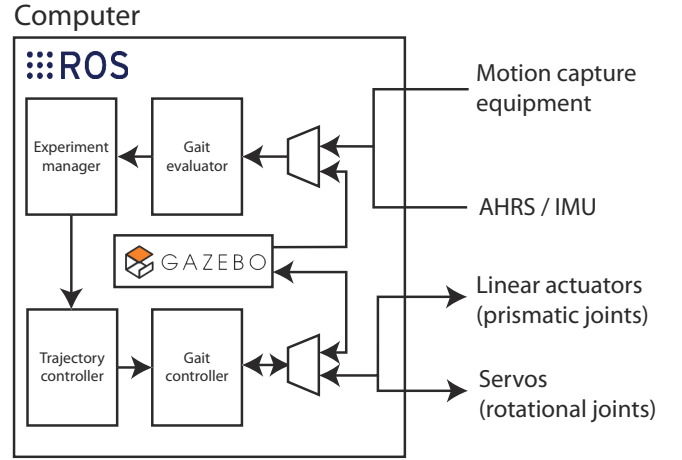 Computer
ROS
Motion capture
equipment
Experiment
manager
Gait
evaluator
AHRS / IMU
GAZEBO
Linear actuators
(prismatic joints)
Trajectory
controller
Gait
controller
Servos
(rotational joints)